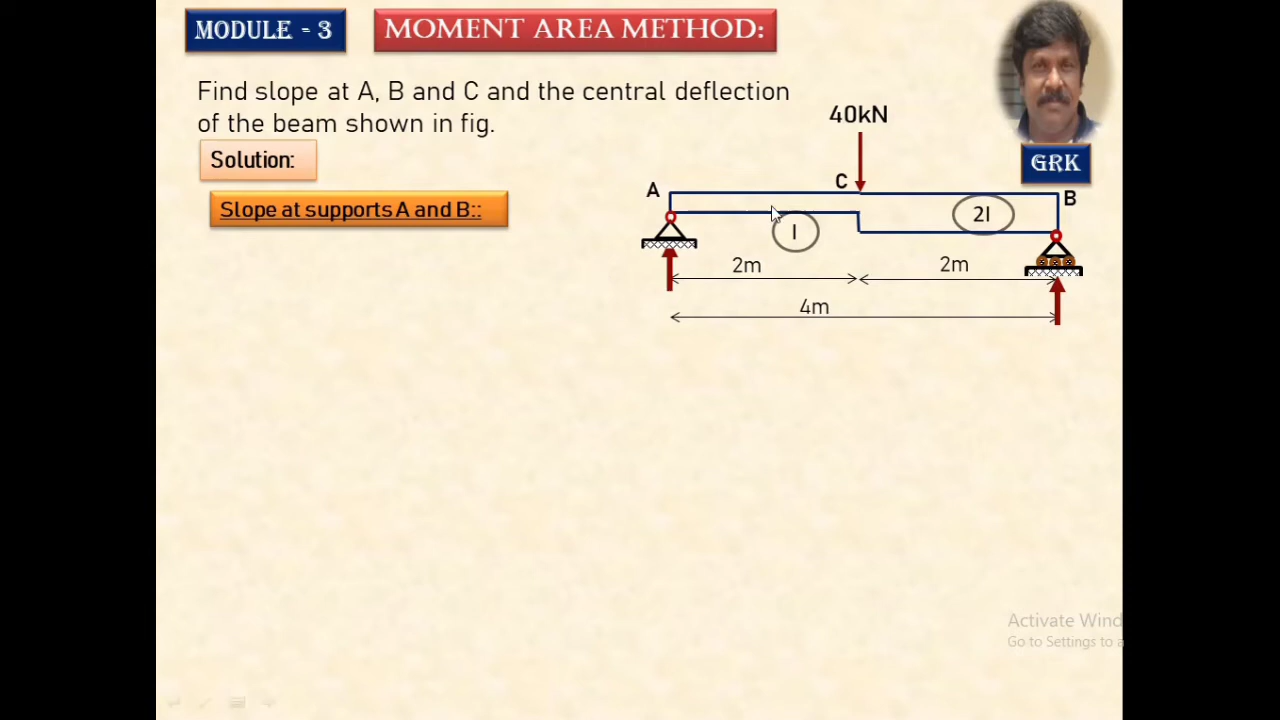 MODULE - 3
MOMENT AREA METHOD:
Find slope at A, B and C and the central deflection
of the beam shown in fig.
Solution:
Slope at supports A and B::
40kN
GRK
A
C
B
I
2I
2m
2m
4m
Activate Wind
Go to Settings to a